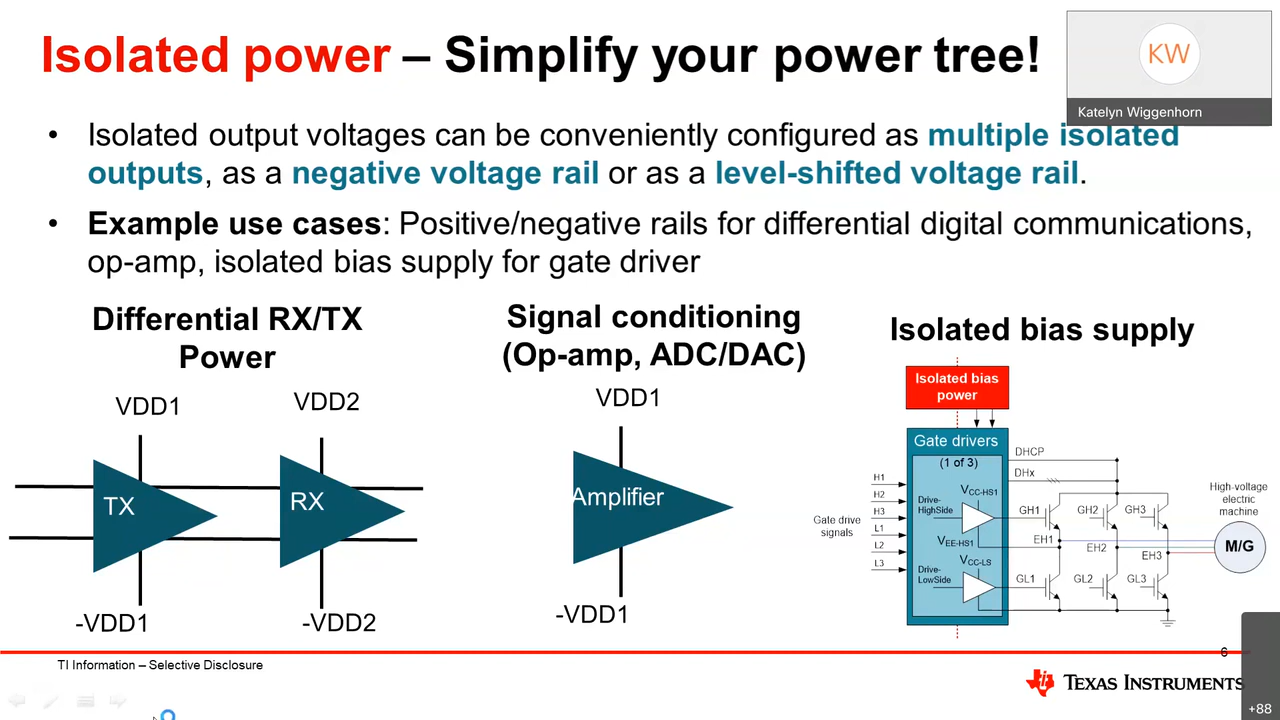 Isolated power – Simplify your power tree!
KW
Katelyn Wiggenhorn
• Isolated output voltages can be conveniently configured as multiple isolated
outputs, as a negative voltage rail or as a level-shifted voltage rail.
• Example use cases: Positive/negative rails for differential digital communications,
op-amp, isolated bias supply for gate driver
Differential RX/TX
Power
VDD1
VDD2
TX
RX
-VDD1
-VDD2
Signal conditioning
(Op-amp, ADC/DAC)
VDD1
Amplifier
-VDD1
Isolated bias supply
Isolated bias
power
Gate drivers
(1 of 3)
DHCP
DHx
H1
H2
H3
L1
L2
L3
Gate drive
signals
Drive-
HighSide
VCC-HS1
VEE-HS1
Drive-
LowSide
VCC-LS
GH1
GH2
GH3
EH1
EH2
EH3
GL1
GL2
GL3
High-voltage
electric
machine
M/G
6
TI Information – Selective Disclosure
TEXAS INSTRUMENTS
+88